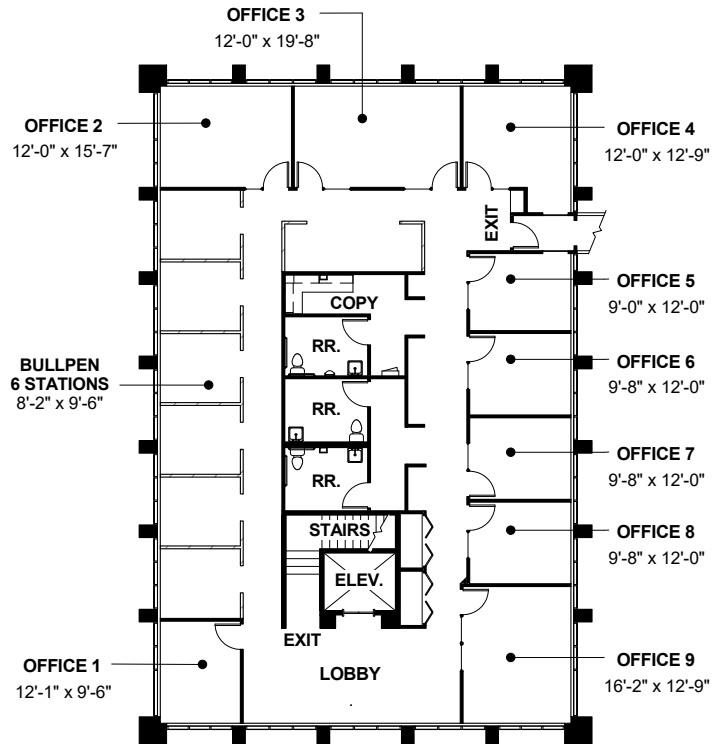 OFFICE 3
12'-0" x 19'-8"
OFFICE 2
12'-0" x 15'-7"
OFFICE 4
12'-0" x 12'-9"
EXIT
OFFICE 5
9'-0" x 12'-0"
COPY
RR.
OFFICE 6
9'-8" x 12'-0"
BULLPEN
6 STATIONS
8'-2" x 9'-6"
RR.
OFFICE 7
9'-8" x 12'-0"
RR.
OFFICE 8
9'-8" x 12'-0"
STAIRS
ELEV.
EXIT
LOBBY
OFFICE 1
12'-1" x 9'-6"
OFFICE 9
16'-2" x 12'-9"